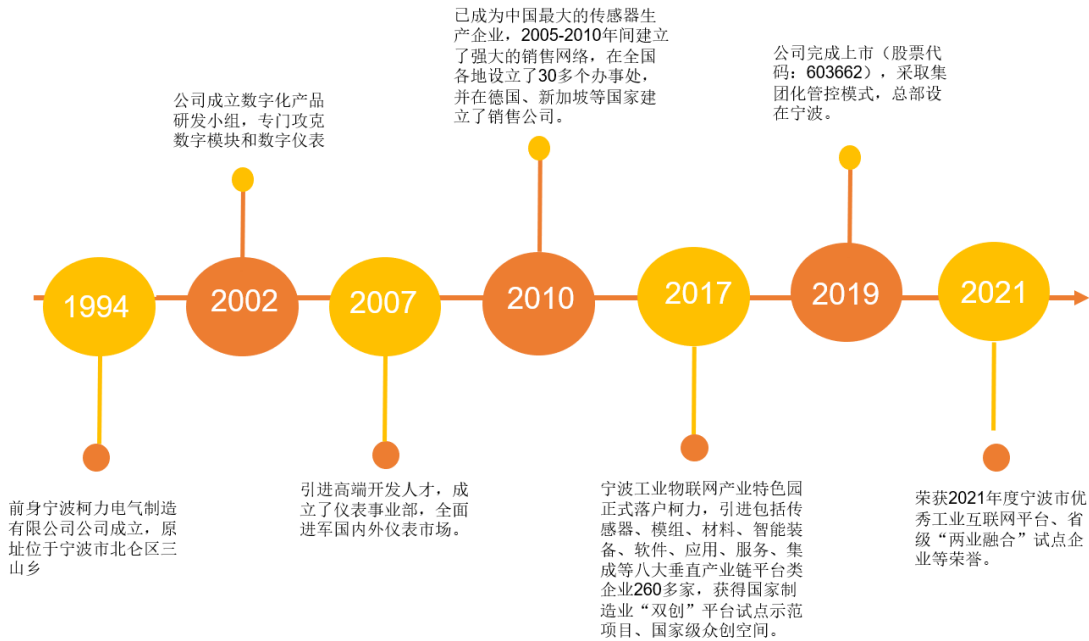 已成为中国最大的传感器生
产企业，2005-2010年间建立
了强大的销售网络，在全国
各地设立了30多个办事处，
并在德国、新加坡等国家建
立了销售公司。
公司完成上市（股票代
码：603662），采取集
团化管控模式，总部设
在宁波。
公司成立数字化产品
研发小组，专门攻克
数字模块和数字仪表
1994
2002
2007
2010
2017
2019
2021
前身宁波柯力电气制造
有限公司公司成立，原
址位于宁波市北仑区三
山乡
引进高端开发人才，成
立了仪表事业部，全面
进军国内外仪表市场。
宁波工业物联网产业特色园
正式落户柯力，引进包括传
感器、模组、材料、智能装
备、软件、应用、服务、集
成等八大垂直产业链平台类
企业260多家，获得国家制
造业“双创”平台试点示范
项目、国家级众创空间。
荣获2021年度宁波市优
秀工业互联网平台、省
级“两业融合”试点企
业等荣誉。